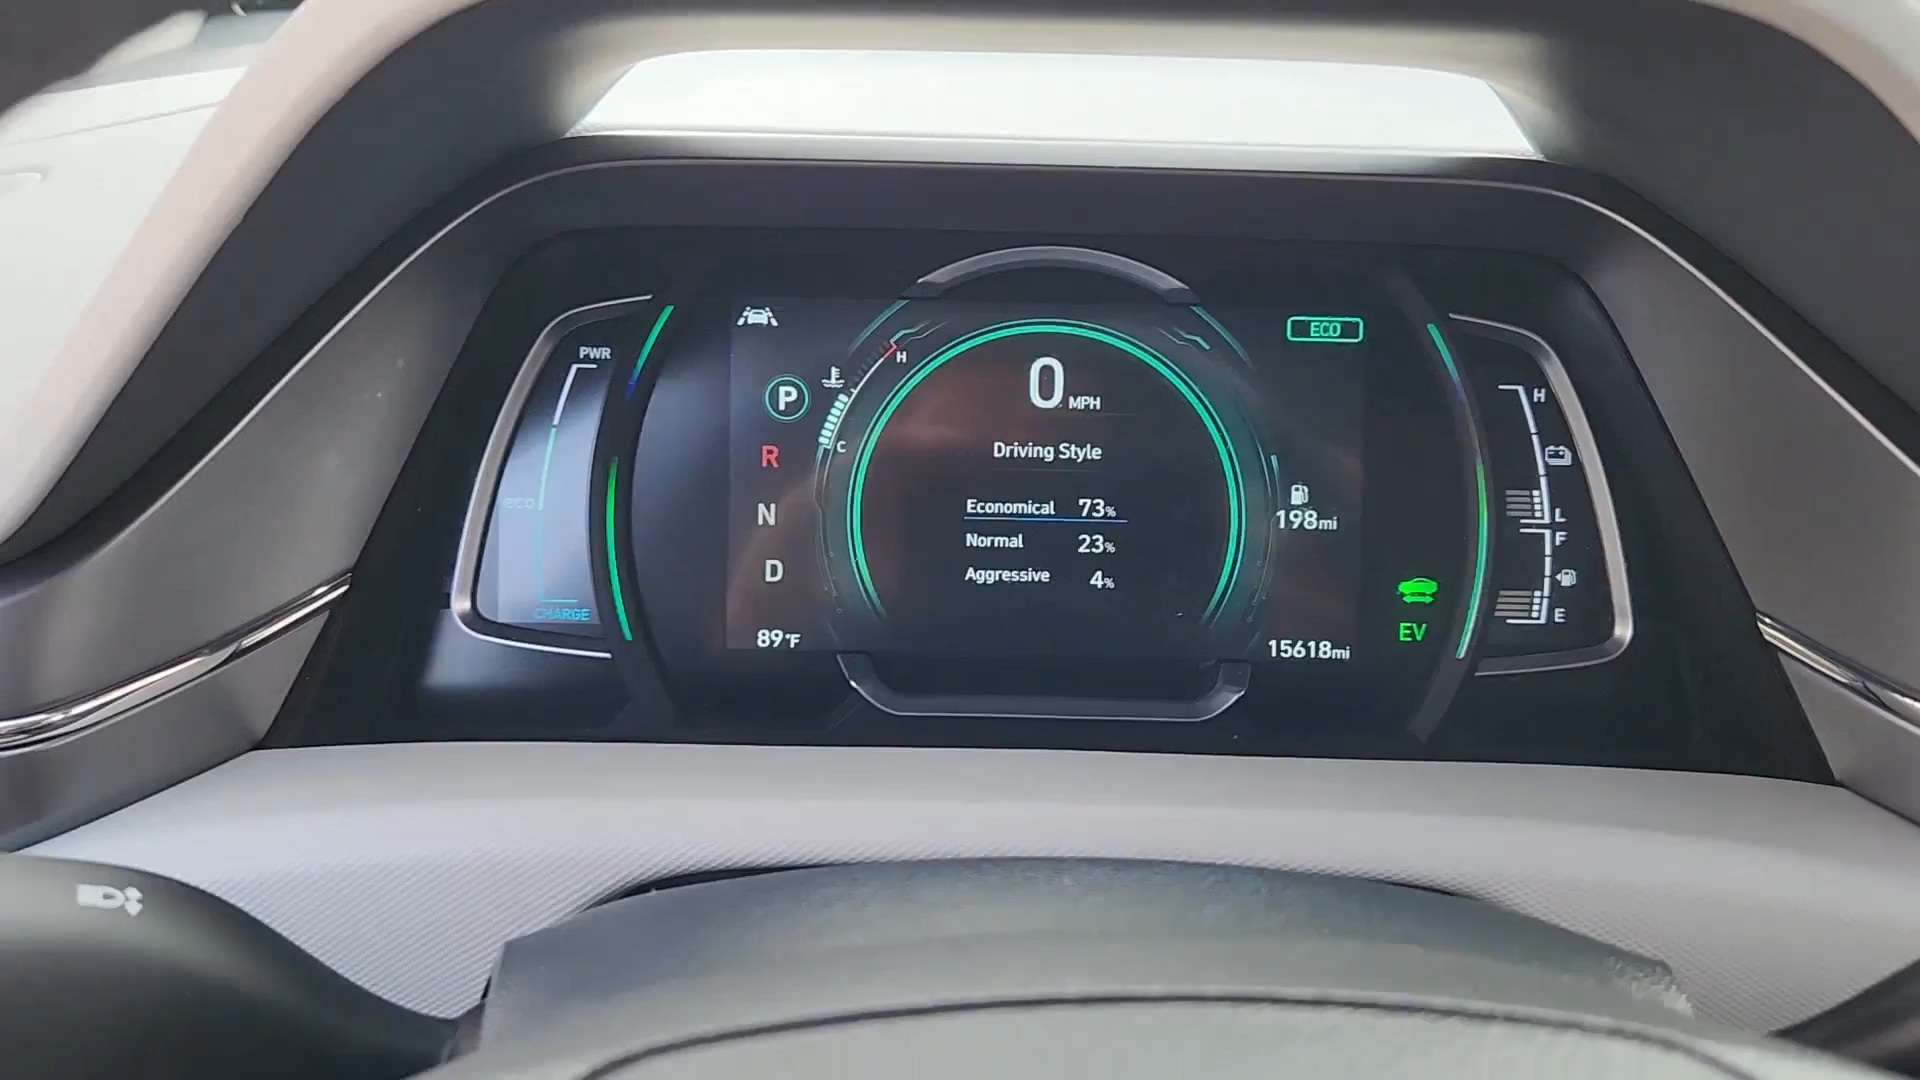 PWR
eco
CHARGE
P
R
N
D
89°F
H
C
0 MPH
Driving Style
Economical 73%
Normal 23%
Aggressive 4%
ECO
198mi
EV
15618mi
H
L
F
E